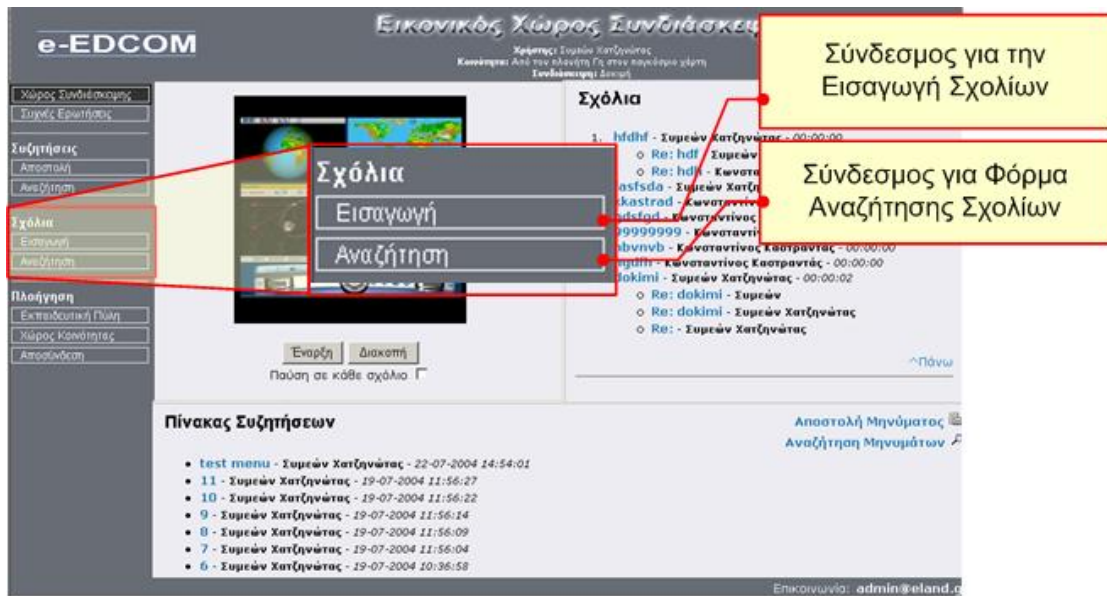 e-EDCOM
Εικονικός Χώρος Συνδιάσκεψ
Χρήστης: Συμεών Χατζηνώτας
Κοινότητα: Από τον πλανήτη Γη στον παγκόσμιο χάρτη
Συνδιάσκεψη: Δοκιμή
Σύνδεσμος για την
Εισαγωγή Σχολίων
Σύνδεσμος για Φόρμα
Αναζήτησης Σχολίων
Χώρος Συνδιάσκεψης
Συχνές Ερωτήσεις
Συζητήσεις
Αποστολή
Αναζήτηση
Σχόλια
Εισαγωγή
Αναζήτηση
Πλοήγηση
Εκπαιδευτική Πύλη
Χώρος Κοινότητας
Αποσύνδεση
Σχόλια
Εισαγωγή
Αναζήτηση
Έναρξη Διακοπή
Παύση σε κάθε σχόλιο
Σχόλια
1. hfdhf - Συμεών Χατζηνώτας - 00:00:00
Re: hdf - Συμεών
Re: hdh - Κωνστα
asfsda - Συμεών Χατζη
kkastrad - Κωνσταντίν
Κωνσταντίνος
99999999 - Κωνσταντίν
nbvnvb - Κωνσταντίνος Καστραντάς - 00:00:00
- Κωνσταντίνος Καστραντάς - 00:00:00
dokimi - Συμεών Χατζηνώτας - 00:00:02
Re: dokimi - Συμεών
Re: dokimi - Συμεών Χατζηνώτας
Re: - Συμεών Χατζηνώτας
^Πάνω
Πίνακας Συζητήσεων
Αποστολή Μηνύματος
Αναζήτηση Μηνυμάτων
test menu - Συμεών Χατζηνώτας - 22-07-2004 14:54:01
11 - Συμεών Χατζηνώτας - 19-07-2004 11:56:27
10 - Συμεών Χατζηνώτας - 19-07-2004 11:56:22
9 - Συμεών Χατζηνώτας - 19-07-2004 11:56:14
8 - Συμεών Χατζηνώτας - 19-07-2004 11:56:09
7 - Συμεών Χατζηνώτας - 19-07-2004 11:56:04
6 - Συμεών Χατζηνώτας - 19-07-2004 10:36:58
Επικοινωνία: admin@eland.g